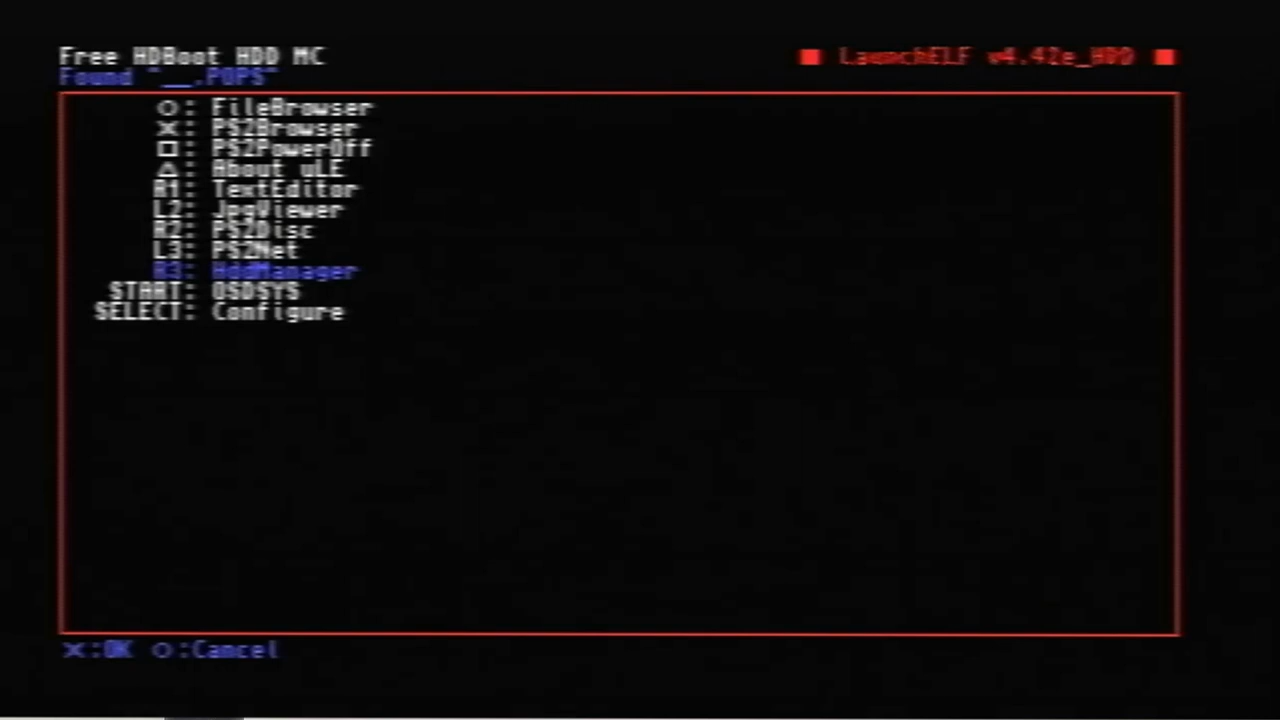 Free HDBoot HDD MC
■ LaunchELF v4.42e_HDD ■
Found "__.POPS"
○: FileBrowser
×: PS2Browser
□: PS2PowerOff
△: About uLE
R1: TextEditor
L2: JpgViewer
R2: PS2Disc
L3: PS2Net
R3: HddManager
START: OSDSYS
SELECT: Configure
×:OK ○:Cancel